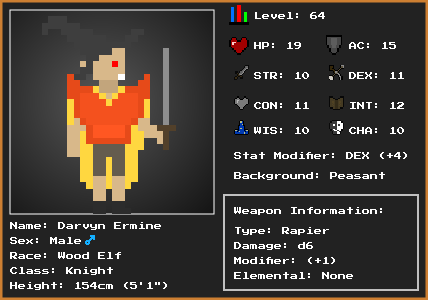 Level: 64
HP: 19
AC: 15
STR: 10
DEX: 11
CON: 11
INT: 12
WIS: 10
CHA: 10
Stat Modifier: DEX (+4)
Background: Peasant
Name: Darvyn Ermine
Sex: Male
Race: Wood Elf
Class: Knight
Height: 154cm (5'1")
Weapon Information:
Type: Rapier
Damage: d6
Modifier: (+1)
Elemental: None